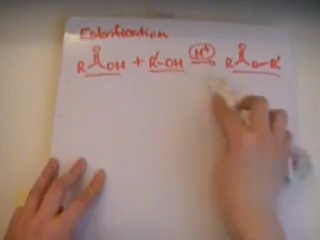 Esterification
R O OH + R'-OH H+ → R O O-R'